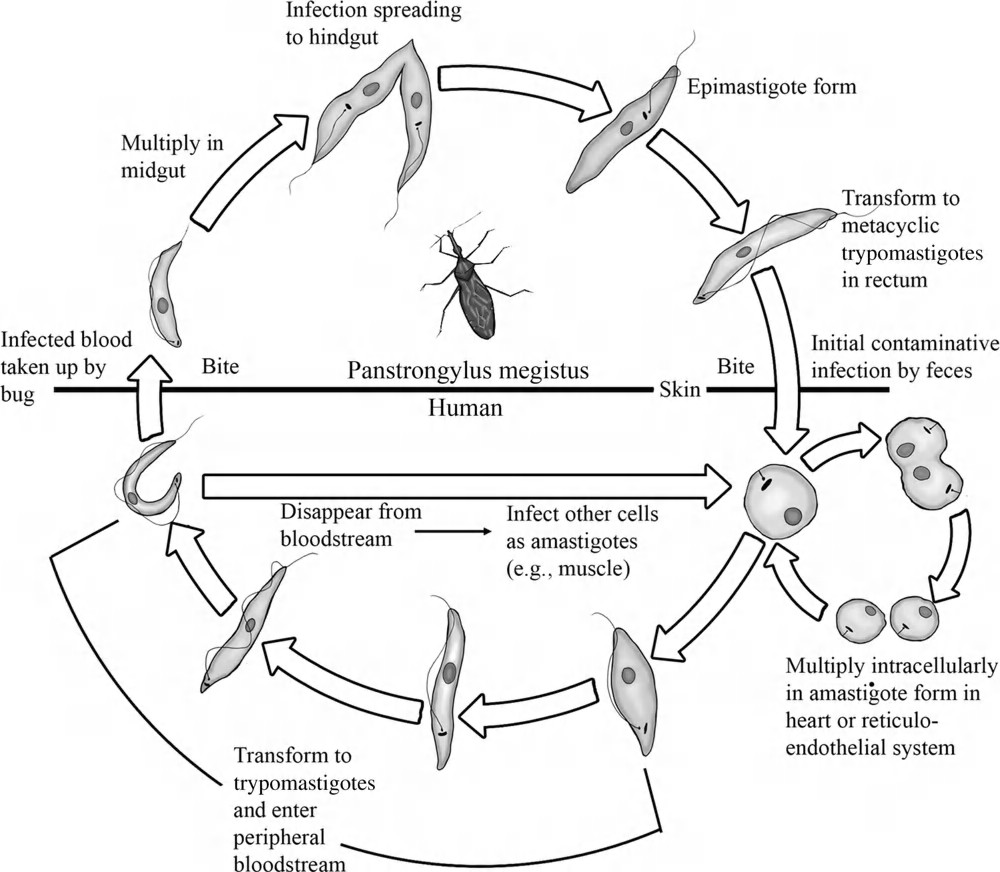 Infection spreading
to hindgut
Epimastigote form
Multiply in
midgut
Transform to
metacyclic
trypomastigotes
in rectum
Infected blood
taken up by
bug
Bite
Panstrongylus megistus
Bite
Initial contaminative
infection by feces
Skin
Human
Disappear from
bloodstream
Infect other cells
as amastigotes
(e.g., muscle)
Multiply intracellularly
in amastigote form in
heart or reticulo-
endothelial system
Transform to
trypomastigotes
and enter
peripheral
bloodstream